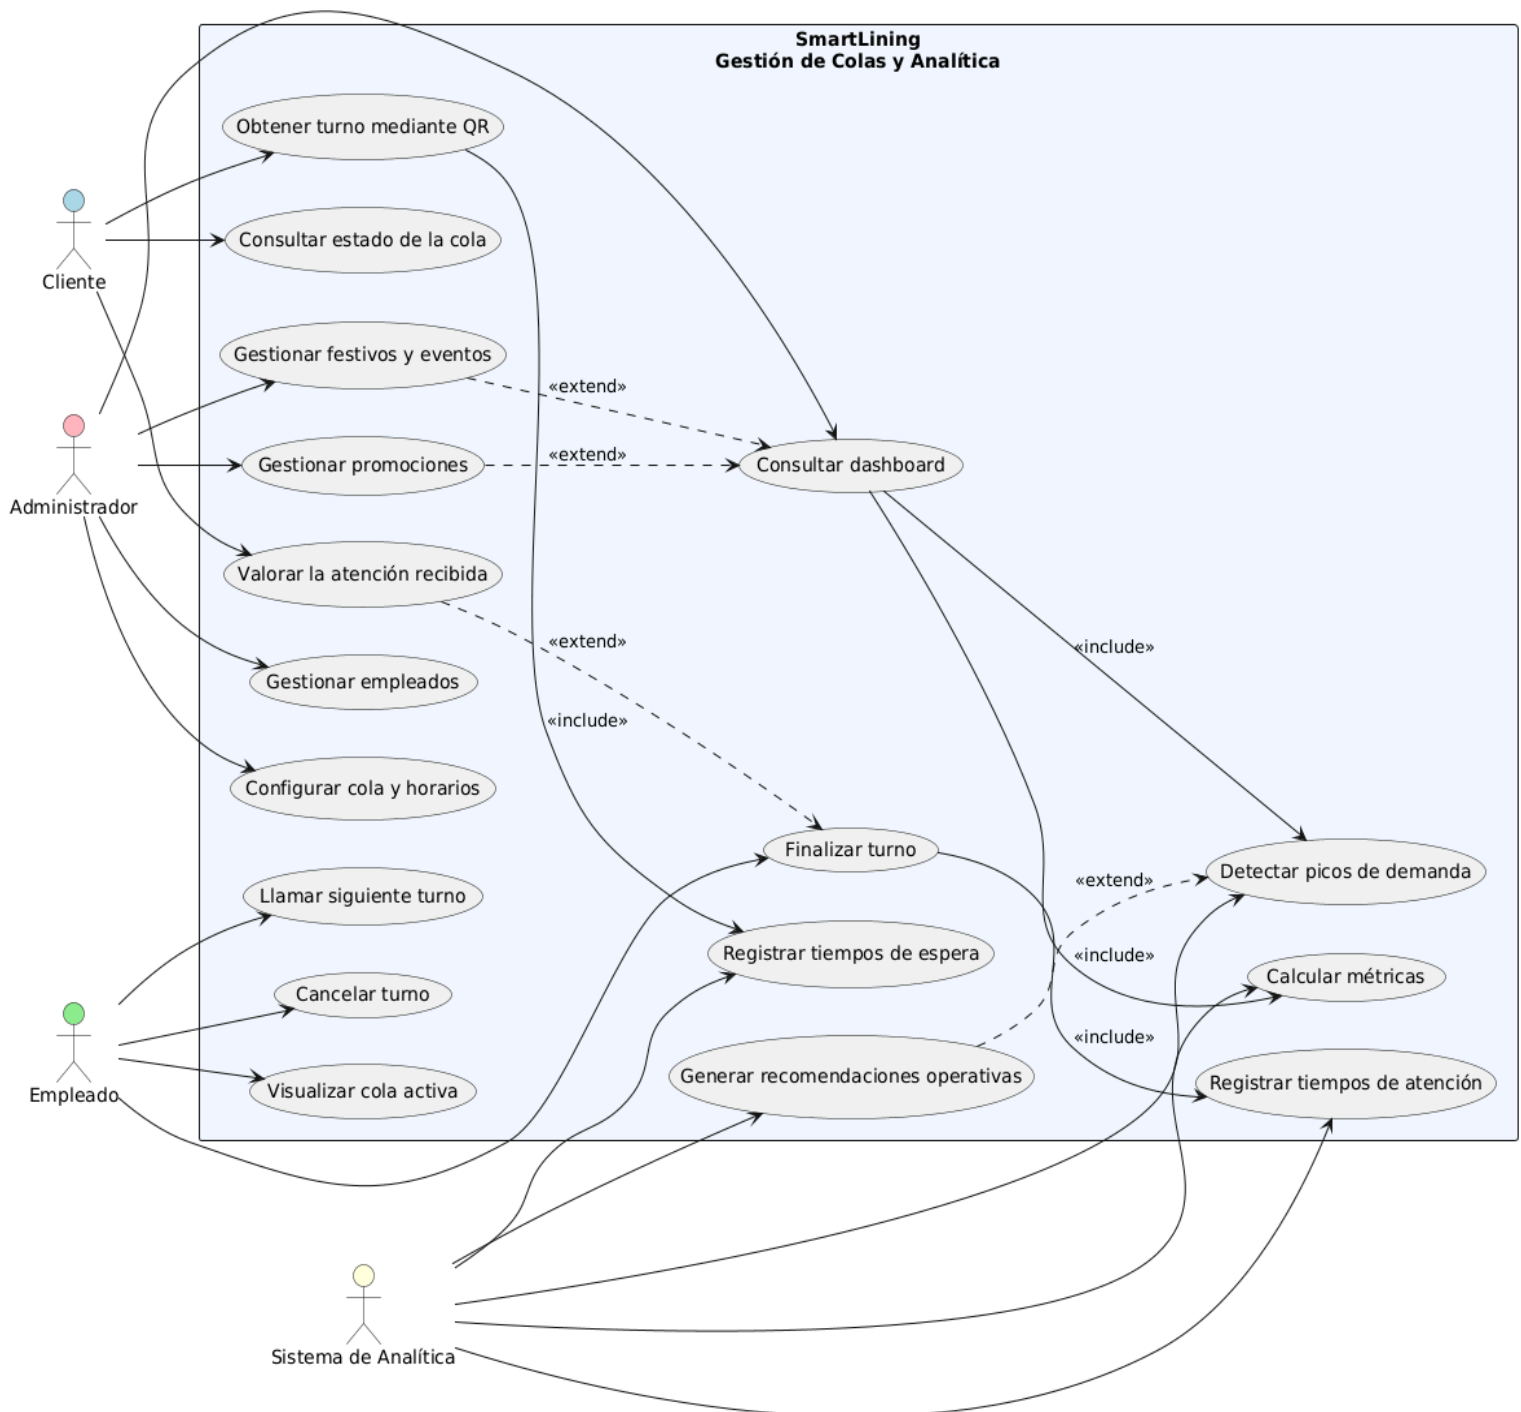 SmartLining
Gestión de Colas y Analítica
Obtener turno mediante QR
Consultar estado de la cola
Cliente
Gestionar festivos y eventos
«extend»
Gestionar promociones
«extend»
Consultar dashboard
Administrador
Valorar la atención recibida
«extend»
«include»
Gestionar empleados
«include»
Configurar cola y horarios
Finalizar turno
Detectar picos de demanda
«extend»
Llamar siguiente turno
Registrar tiempos de espera
«include»
Calcular métricas
Cancelar turno
«include»
Generar recomendaciones operativas
Registrar tiempos de atención
Visualizar cola activa
Empleado
Sistema de Analítica